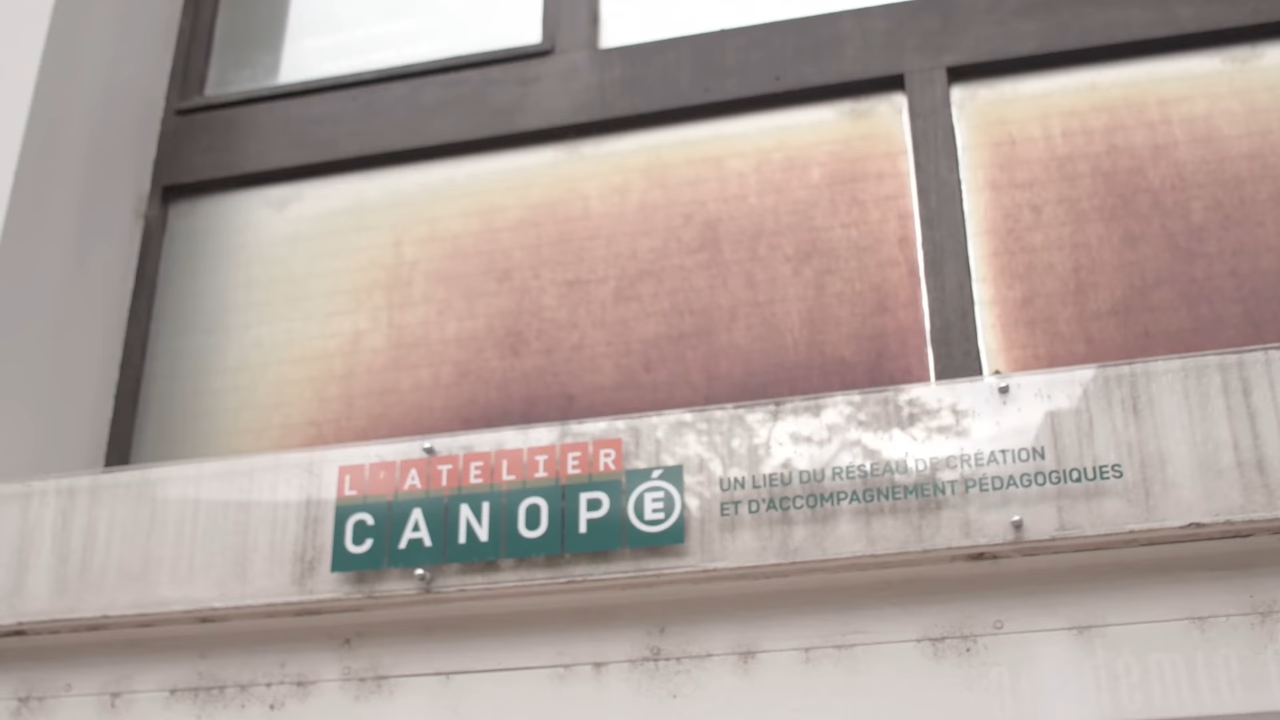 L'ATELIER
CANOPÉ
UN LIEU DU RÉSEAU DE CRÉATION
ET D'ACCOMPAGNEMENT PÉDAGOGIQUES